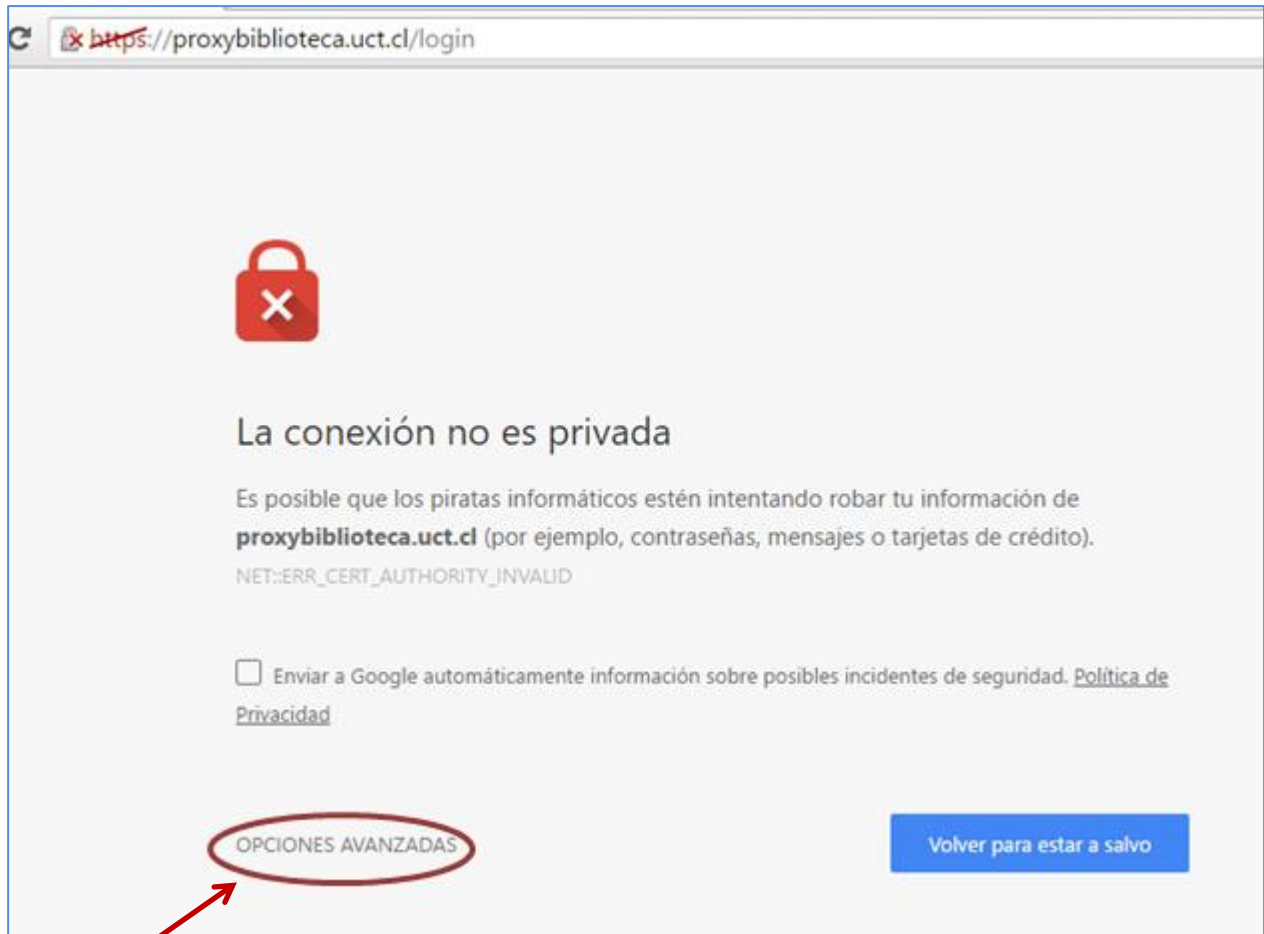 https://proxybiblioteca.uct.cl/login
La conexión no es privada
Es posible que los piratas informáticos estén intentando robar tu información de
proxybiblioteca.uct.cl (por ejemplo, contraseñas, mensajes o tarjetas de crédito).
NET::ERR_CERT_AUTHORITY_INVALID
Enviar a Google automáticamente información sobre posibles incidentes de seguridad. Política de
Privacidad
OPCIONES AVANZADAS
Volver para estar a salvo